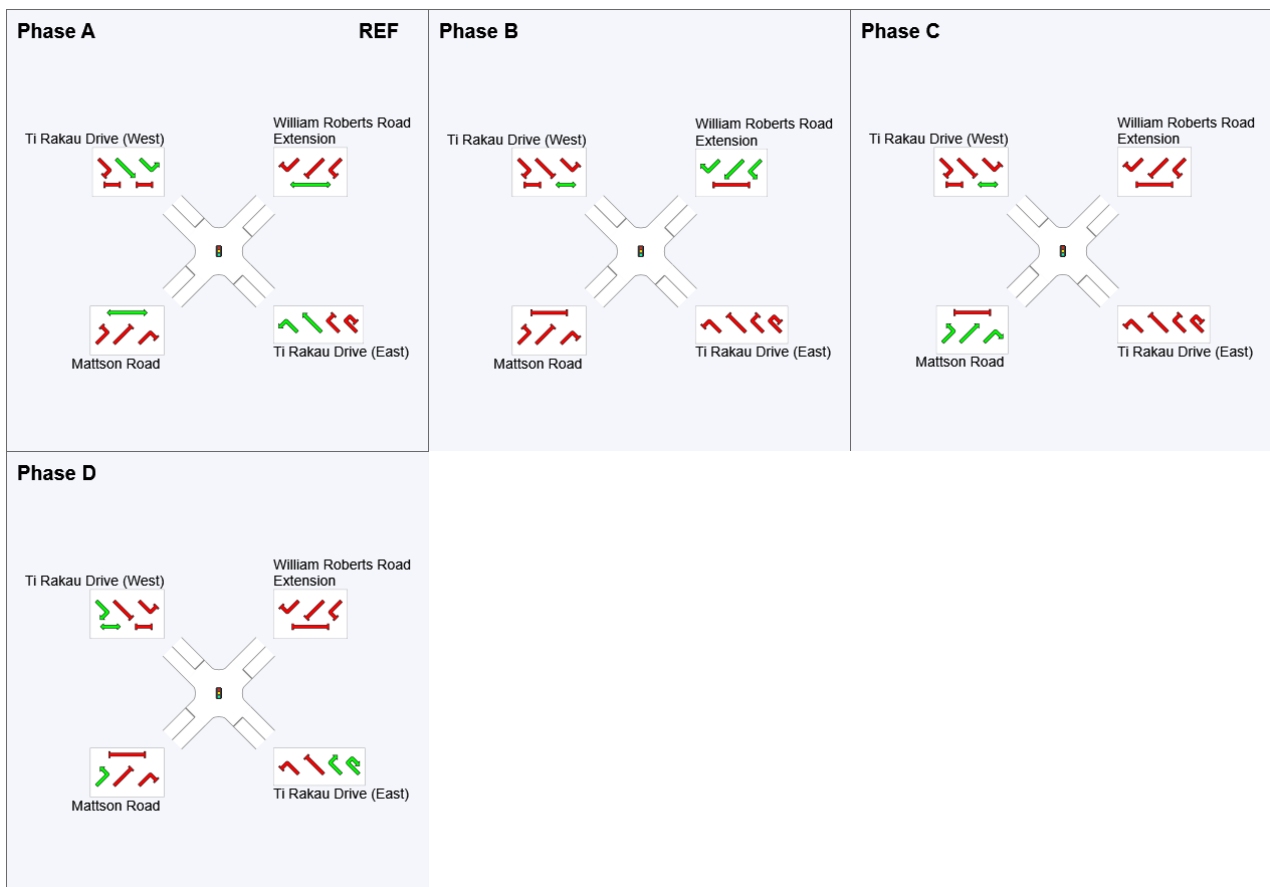 Phase A
REF
Phase B
Phase C
Ti Rakau Drive (West)
William Roberts Road
Extension
Ti Rakau Drive (West)
William Roberts Road
Extension
Ti Rakau Drive (West)
William Roberts Road
Extension
Mattson Road
Ti Rakau Drive (East)
Mattson Road
Ti Rakau Drive (East)
Mattson Road
Ti Rakau Drive (East)
Phase D
Ti Rakau Drive (West)
William Roberts Road
Extension
Mattson Road
Ti Rakau Drive (East)